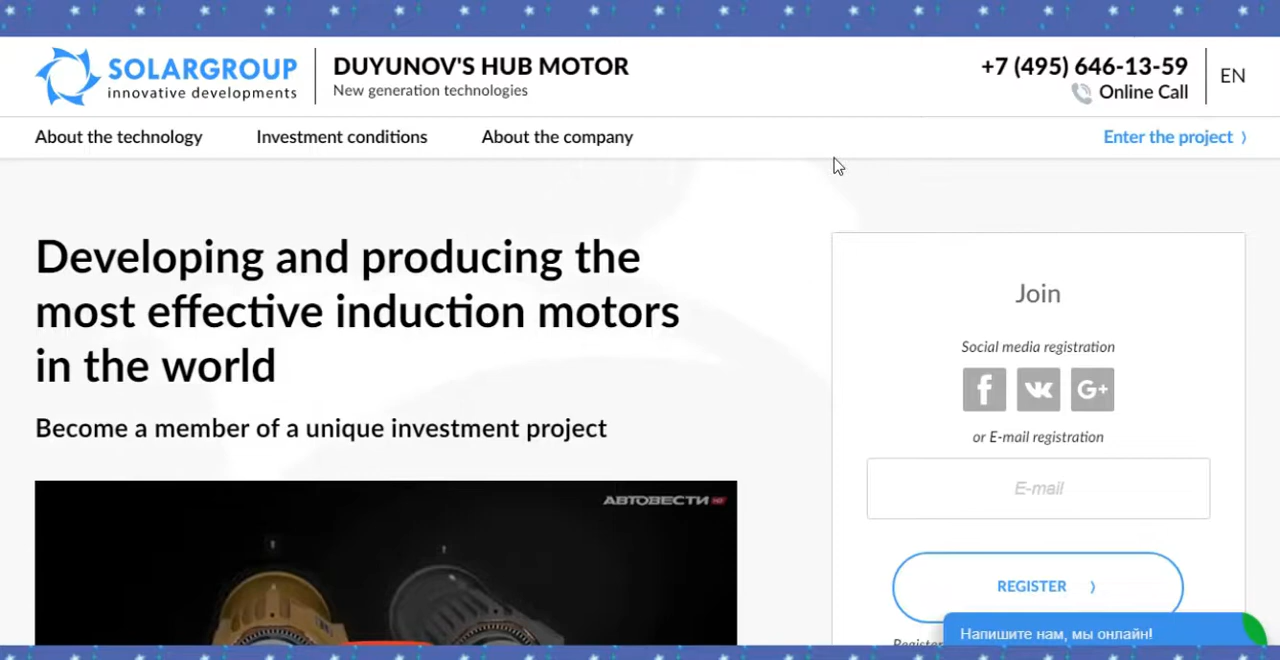 SOLARGROUP
innovative developments
DUYUNOV'S HUB MOTOR
New generation technologies
+7 (495) 646-13-59
Online Call
EN
About the technology
Investment conditions
About the company
Enter the project 〉
Developing and producing the
most effective induction motors
in the world
Become a member of a unique investment project
АВТОВЕСТИ HD
Join
Social media registration
f
G+
or E-mail registration
E-mail
REGISTER 〉
Напишите нам, мы онлайн!